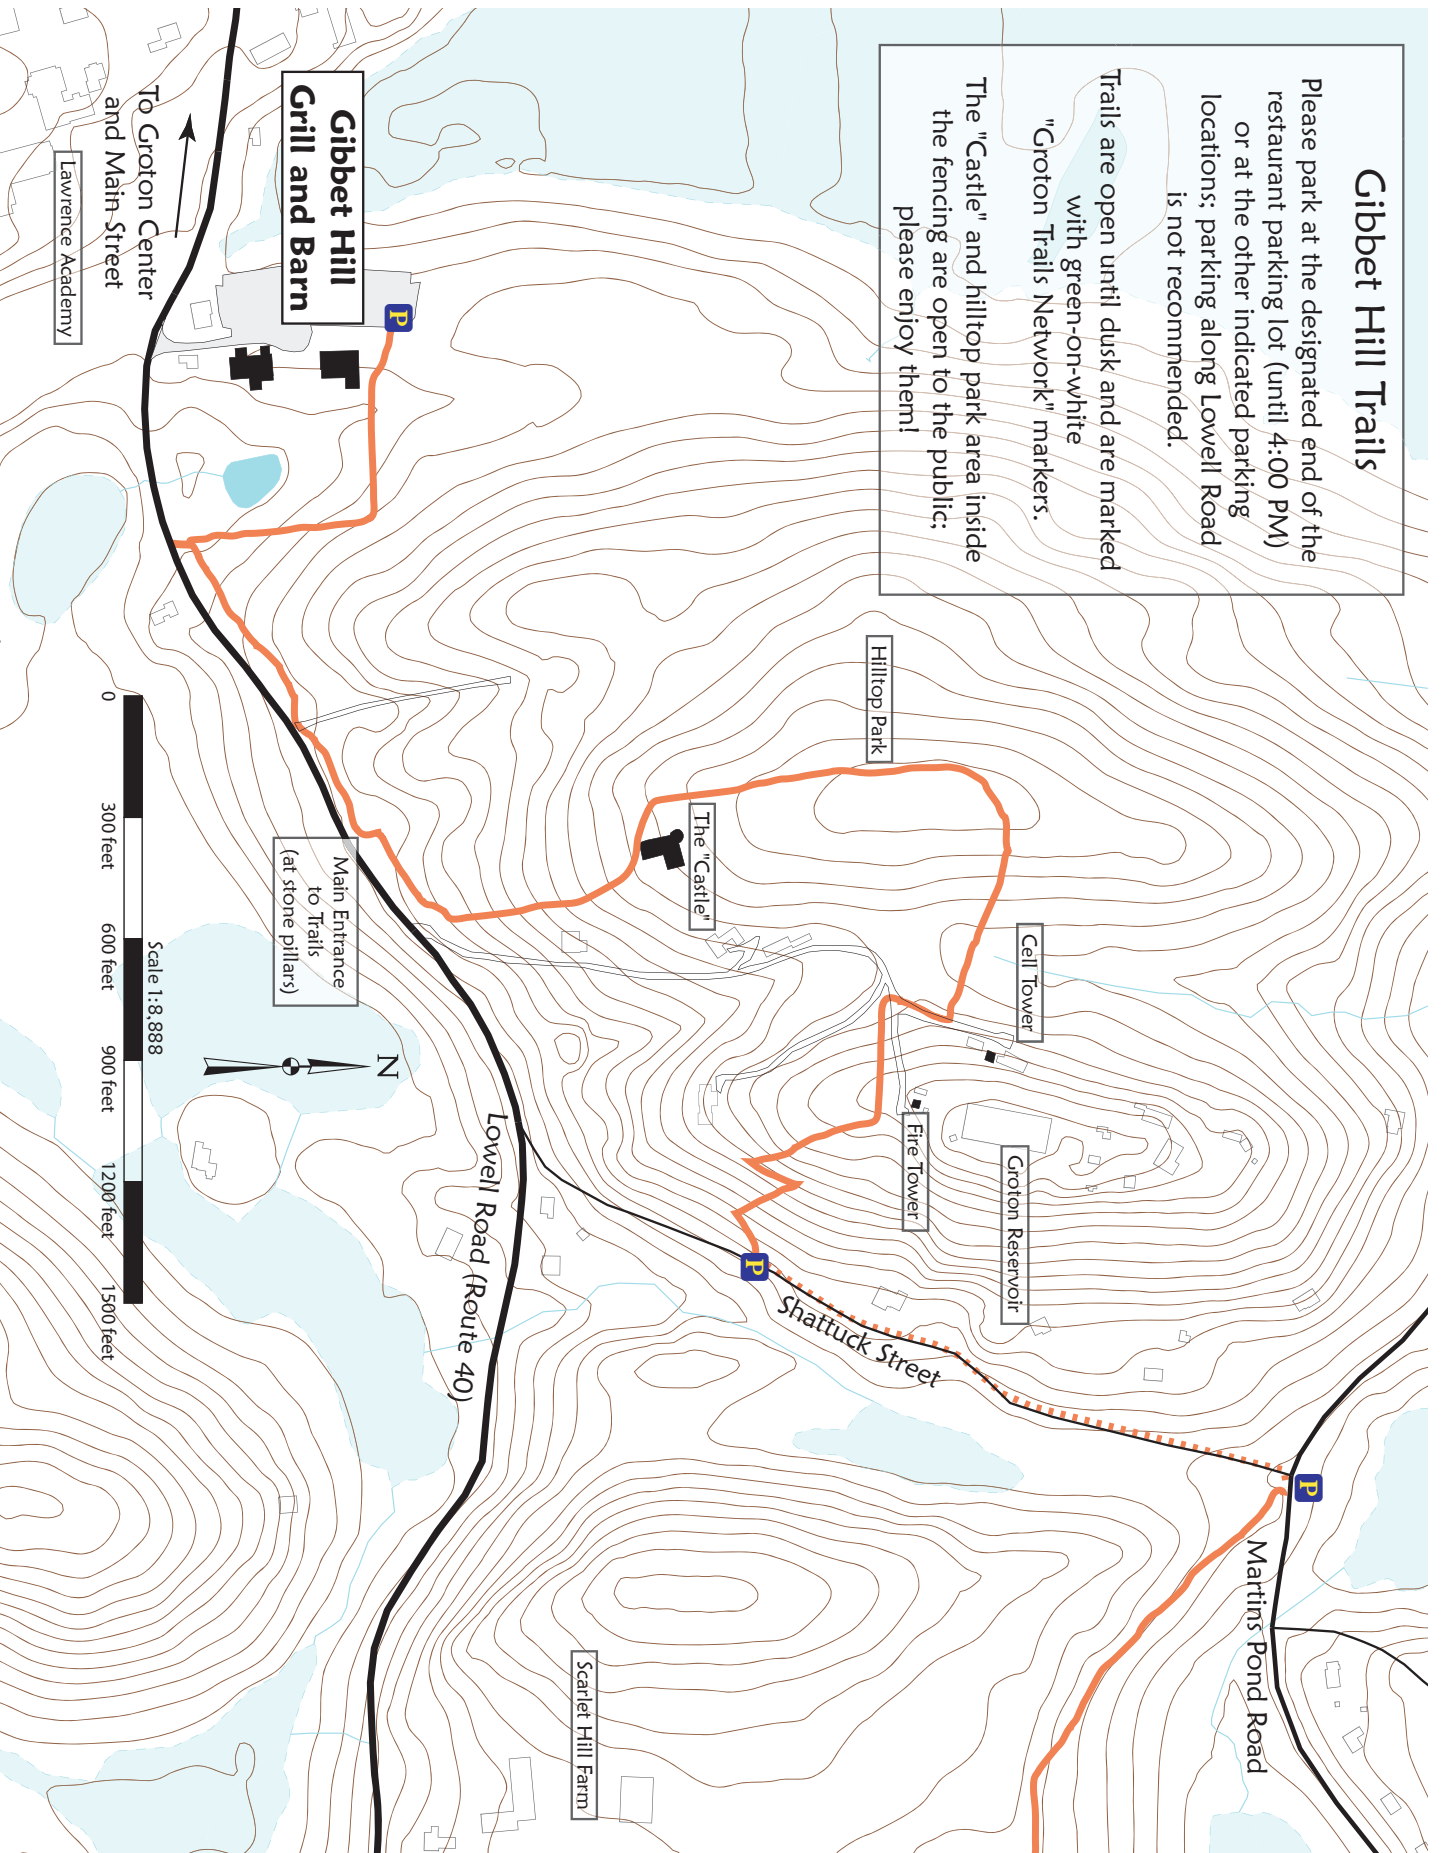 Gibbet Hill Trails
Please park at the designated end of the
restaurant parking lot (until 4:00 PM)
or at the other indicated parking
locations; parking along Lowell Road
is not recommended.
Trails are open until dusk and are marked
with green-on-white
"Groton Trails Network" markers.
The "Castle" and hilltop park area inside
the fencing are open to the public;
please enjoy them!
Hilltop Park
Cell Tower
Groton Reservoir
Fire Tower
The "Castle"
P
Martins Pond Road
P
Shattuck Street
P
Gibbet Hill
Grill and Barn
Scarlet Hill Farm
Lowell Road (Route 40)
N
Main Entrance
to Trails
(at stone pillars)
To Groton Center
and Main Street
Lawrence Academy
Scale 1:8,888
0 300 feet 600 feet 900 feet 1200 feet 1500 feet